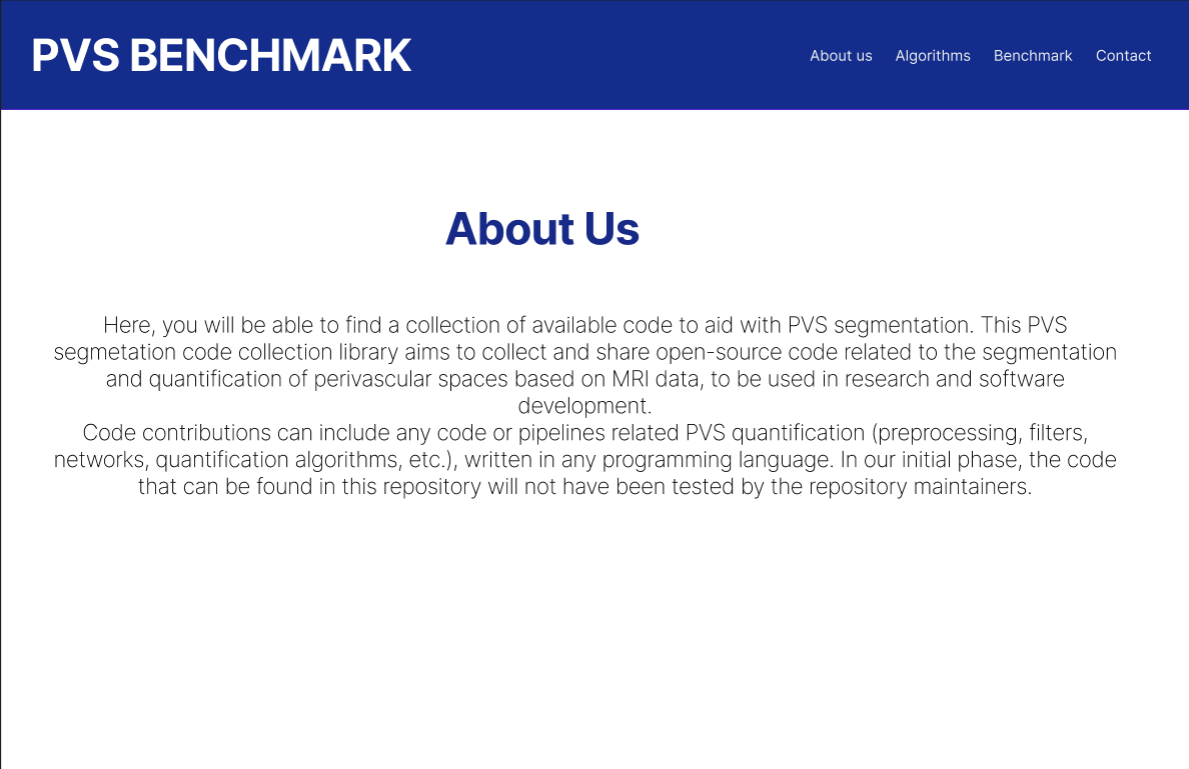 PVS BENCHMARK
About us Algorithms Benchmark Contact
About Us
Here, you will be able to find a collection of available code to aid with PVS segmentation. This PVS
segmetation code collection library aims to collect and share open-source code related to the segmentation
and quantification of perivascular spaces based on MRI data, to be used in research and software
development.
Code contributions can include any code or pipelines related PVS quantification (preprocessing, filters,
networks, quantification algorithms, etc.), written in any programming language. In our initial phase, the code
that can be found in this repository will not have been tested by the repository maintainers.